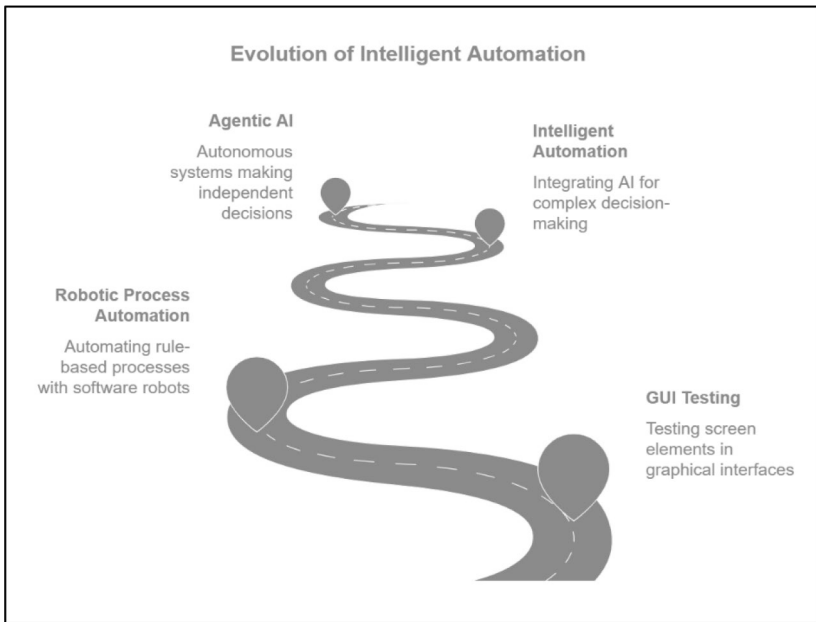 Evolution of Intelligent Automation
Agentic AI
Autonomous
systems making
independent
decisions
Intelligent
Automation
Integrating AI for
complex decision-
making
Robotic Process
Automation
Automating rule-
based processes
with software robots
GUI Testing
Testing screen
elements in
graphical interfaces